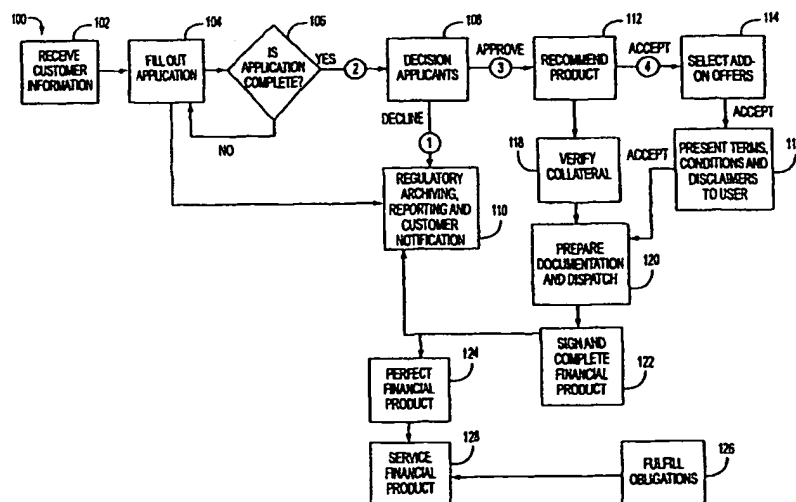 100
102
RECEIVE
CUSTOMER
INFORMATION
104
FILL OUT
APPLICATION
106
IS
APPLICATION
COMPLETE?
YES
NO
2
108
DECISION
APPLICANTS
APPROVE
3
DECLINE
1
112
RECOMMEND
PRODUCT
ACCEPT
4
114
SELECT ADD-
ON OFFERS
ACCEPT
118
VERIFY
COLLATERAL
ACCEPT
PRESENT TERMS,
CONDITIONS AND
DISCLAIMERS
TO USER
REGULATORY
ARCHIVING,
REPORTING AND
CUSTOMER
NOTIFICATION
110
PREPARE
DOCUMENTATION
AND DISPATCH
120
SIGN AND
COMPLETE
FINANCIAL
PRODUCT
122
124
PERFECT
FINANCIAL
PRODUCT
128
SERVICE
FINANCIAL
PRODUCT
FULFILL
OBLIGATIONS
126